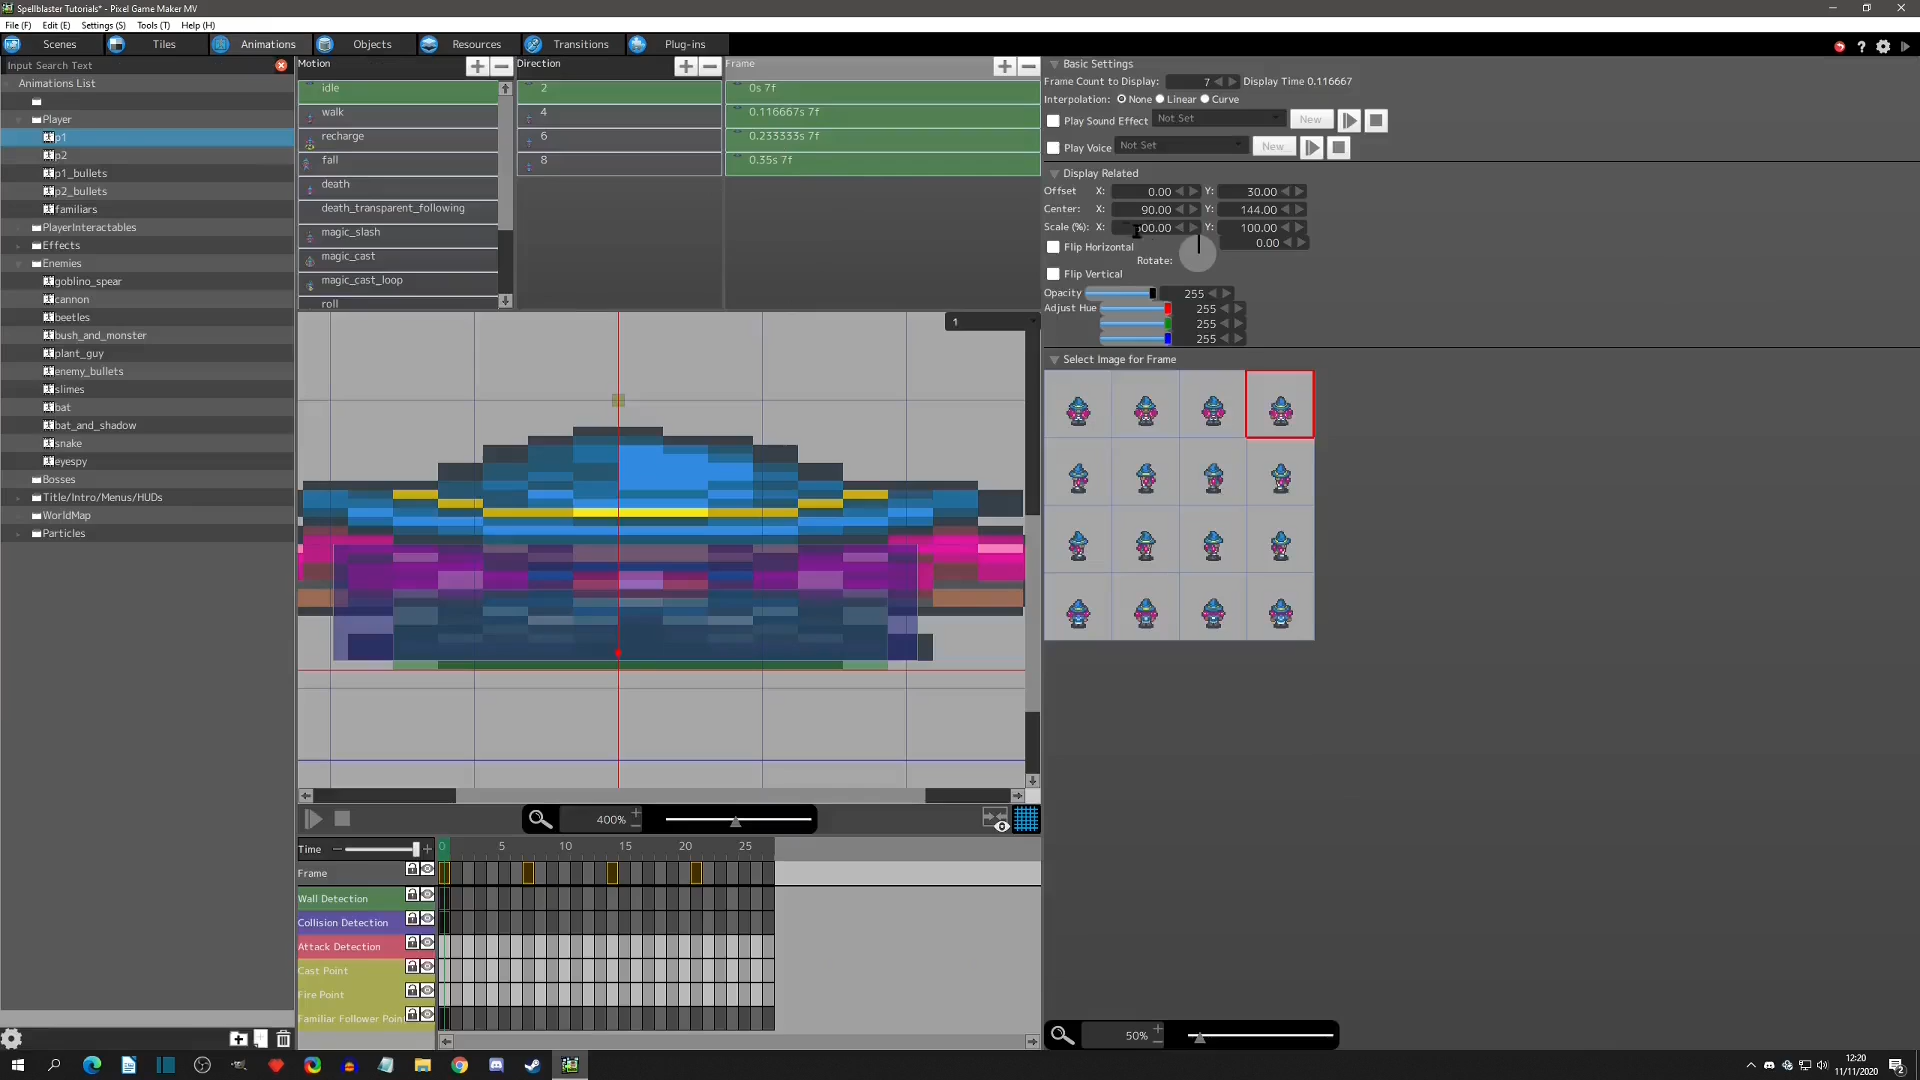 Spellblaster Tutorials* - Pixel Game Maker MV
File (F) Edit (E) Settings (S) Tools (T) Help (H)
Scenes Tiles Animations Objects Resources Transitions Plug-ins
Input Search Text
Animations List
Player
p1
p2
p1_bullets
p2_bullets
familiars
PlayerInteractables
Effects
Enemies
goblino_spear
cannon
beetles
bush_and_monster
plant_guy
enemy_bullets
slimes
bat
bat_and_shadow
snake
eyespy
Bosses
Title/Intro/Menus/HUDs
WorldMap
Particles
Motion
idle
walk
recharge
fall
death
death_transparent_following
magic_slash
magic_cast
magic_cast_loop
roll
Direction
2
4
6
8
Frame
0s 7f
0.116667s 7f
0.233333s 7f
0.35s 7f
1
400%
Time 0 5 10 15 20 25
Frame
Wall Detection
Collision Detection
Attack Detection
Cast Point
Fire Point
Familiar Follower Poin
Basic Settings
Frame Count to Display: 7 Display Time 0.116667
Interpolation: None Linear Curve
Play Sound Effect Not Set New
Play Voice Not Set New
Display Related
Offset X: 0.00 Y: 30.00
Center: X: 90.00 Y: 144.00
Scale (%): X: 00.00 Y: 100.00
Flip Horizontal 0.00
Rotate:
Flip Vertical
Opacity 255
Adjust Hue 255
255
255
Select Image for Frame
50%
12:20
11/11/2020
2